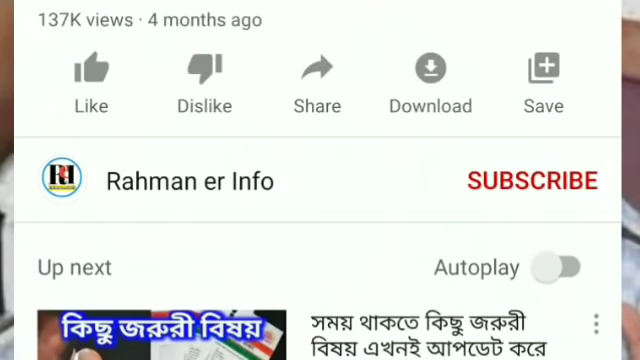 137K views · 4 months ago
Like Dislike Share Download Save
Rahman er Info SUBSCRIBE
Up next Autoplay
কিছু জরুরী বিষয়
সময় থাকতে কিছু জরুরী
বিষয় এখনই আপডেট করে